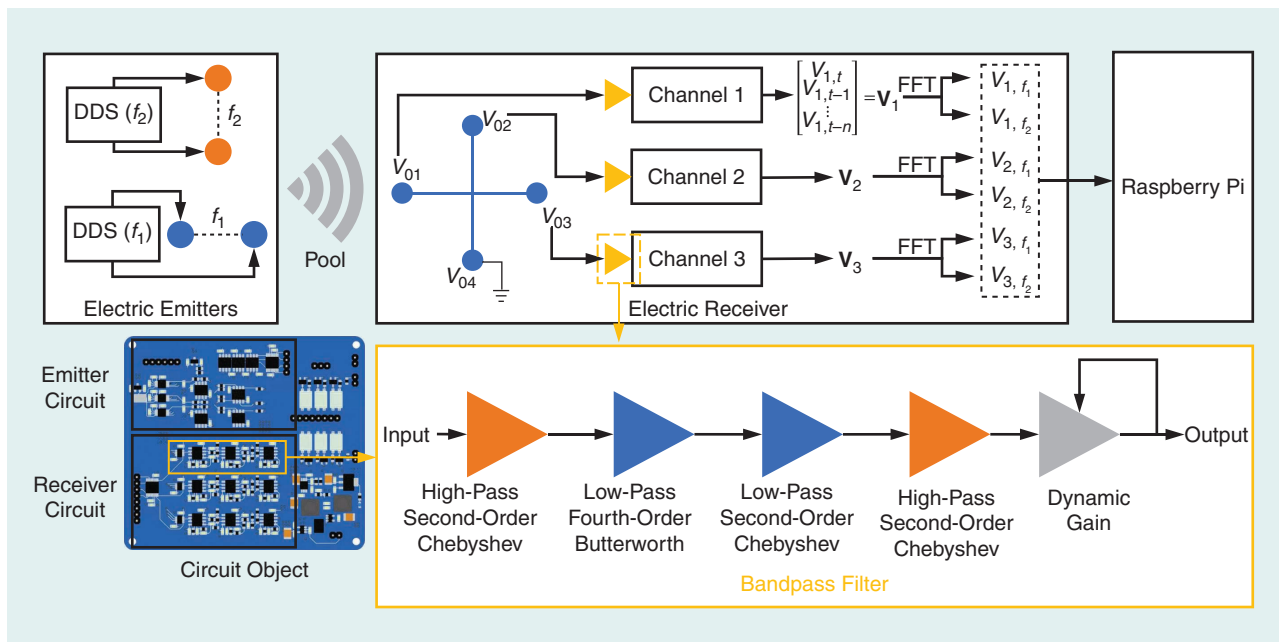 DDS (f₂)
f₂
DDS (f₁)
f₁
Electric Emitters
Pool
V₀₁
V₀₂
V₀₃
V₀₄
Channel 1
V₁,ₜ
V₁,ₜ₋₁
⋮
V₁,ₜ₋ₙ
= V₁
FFT
V₁, f₁
V₁, f₂
Channel 2
V₂
FFT
V₂, f₁
V₂, f₂
Channel 3
V₃
FFT
V₃, f₁
V₃, f₂
Electric Receiver
Raspberry Pi
Emitter
Circuit
Receiver
Circuit
Circuit Object
Input
High-Pass
Second-Order
Chebyshev
Low-Pass
Fourth-Order
Butterworth
Low-Pass
Second-Order
Chebyshev
High-Pass
Second-Order
Chebyshev
Dynamic
Gain
Output
Bandpass Filter